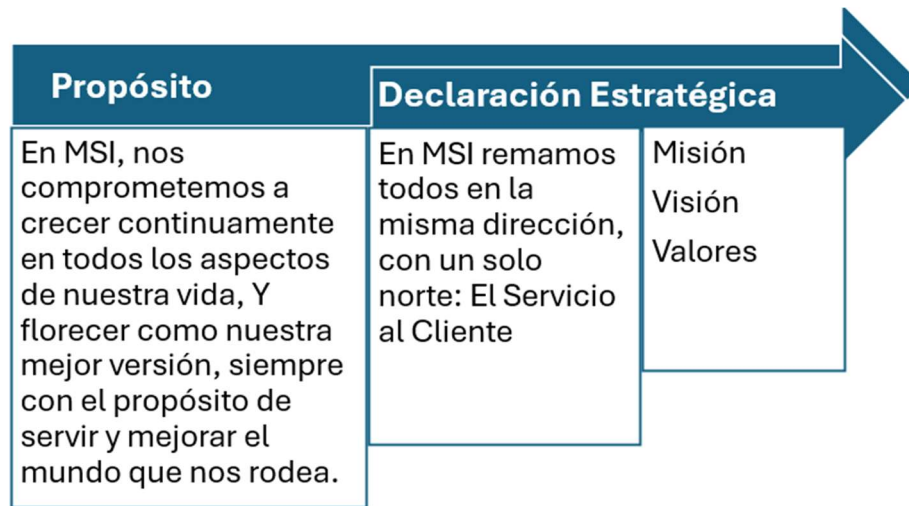 Propósito
En MSI, nos
comprometemos a
crecer continuamente
en todos los aspectos
de nuestra vida, Y
florecer como nuestra
mejor versión, siempre
con el propósito de
servir y mejorar el
mundo que nos rodea.
Declaración Estratégica
En MSI remamos
todos en la
misma dirección,
con un solo
norte: El Servicio
al Cliente
Misión
Visión
Valores